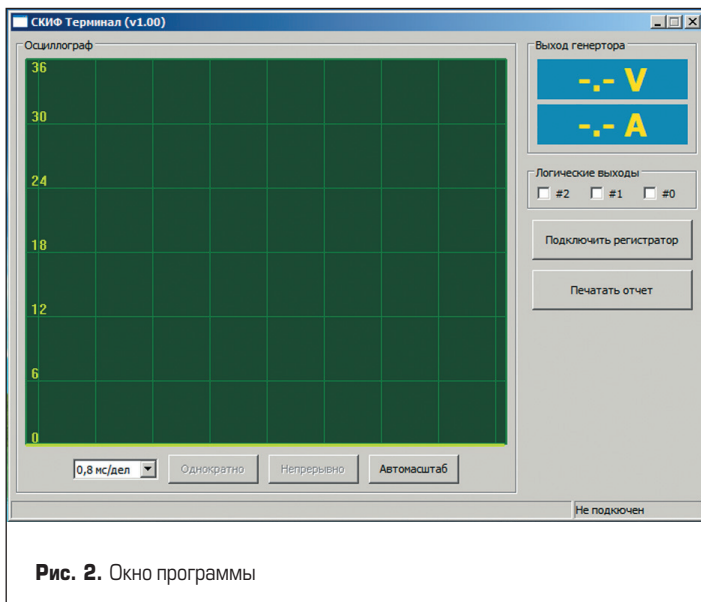 СКИФ Терминал (v1.00)
Осциллограф
36
30
24
18
12
6
0
0,8 мс/дел
Однократно
Непрерывно
Автомасштаб
Выход генертора
-.- V
-.- A
Логические выходы
#2 #1 #0
Подключить регистратор
Печатать отчет
Не подкючен
Рис. 2. Окно программы